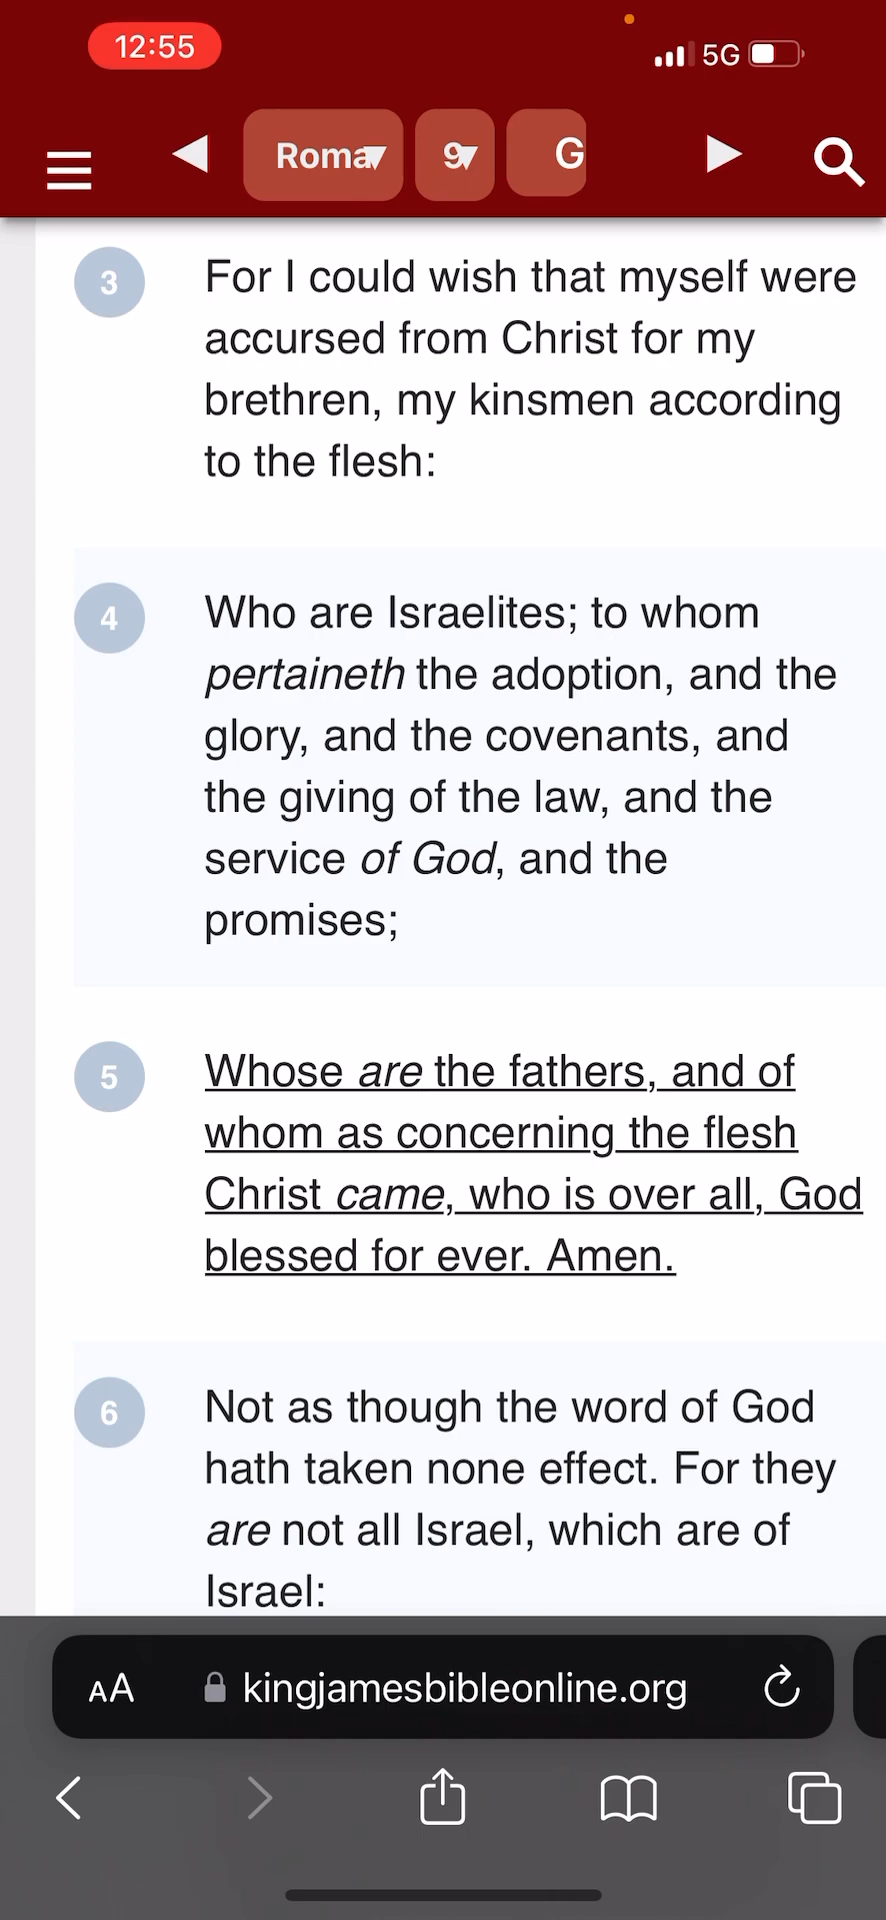 12:55
5G
Roma
9
G
3
For I could wish that myself were
accursed from Christ for my
brethren, my kinsmen according
to the flesh:
4
Who are Israelites; to whom
pertaineth the adoption, and the
glory, and the covenants, and
the giving of the law, and the
service of God, and the
promises;
5
Whose are the fathers, and of
whom as concerning the flesh
Christ came, who is over all, God
blessed for ever. Amen.
6
Not as though the word of God
hath taken none effect. For they
are not all Israel, which are of
Israel:
AA
kingjamesbibleonline.org